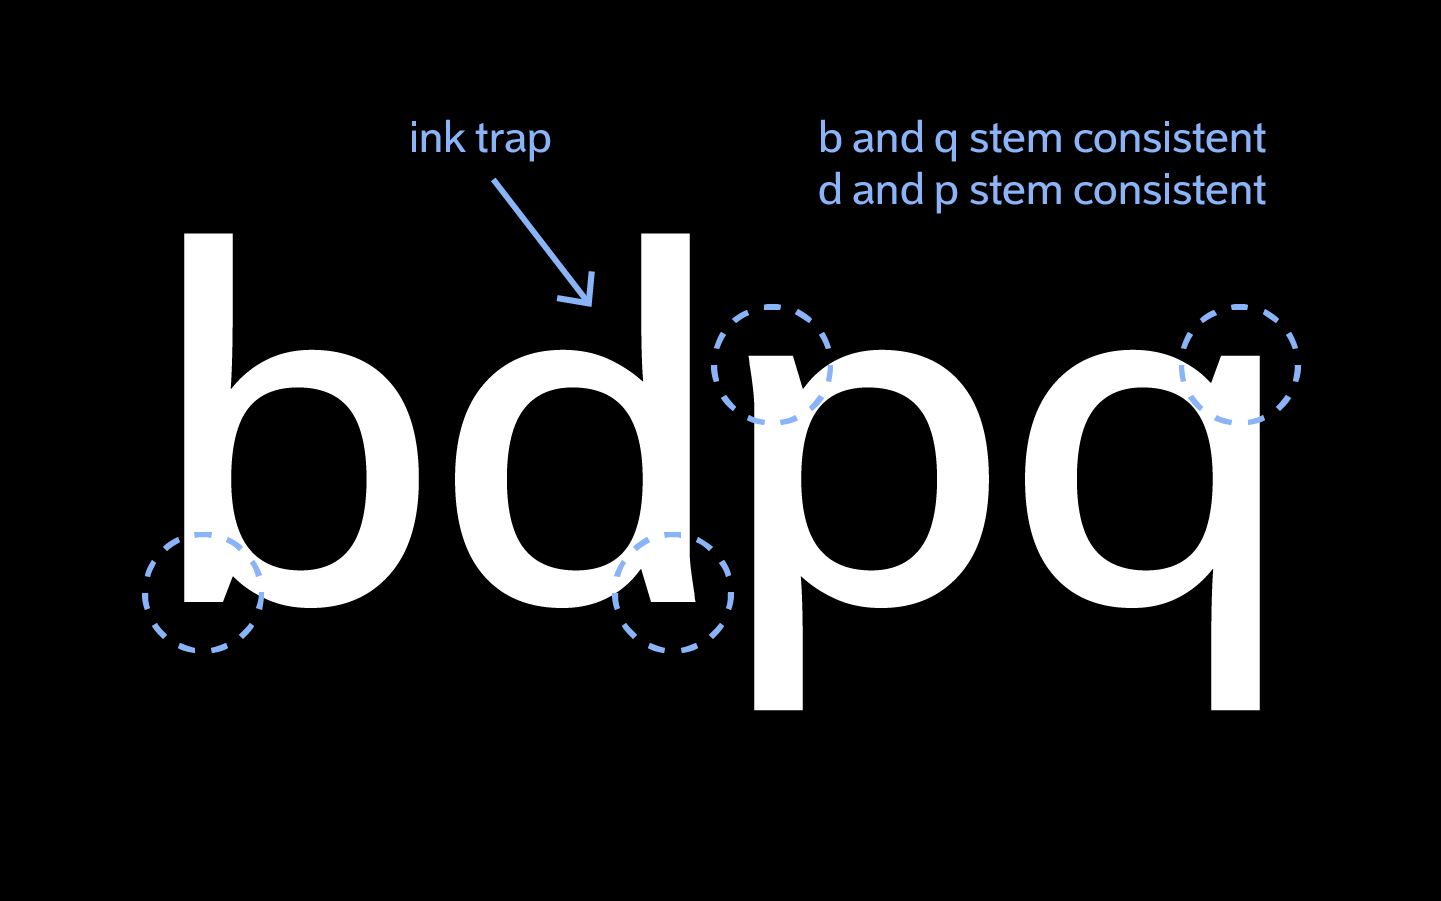 ink trap
b and q stem consistent
d and p stem consistent
bdpq